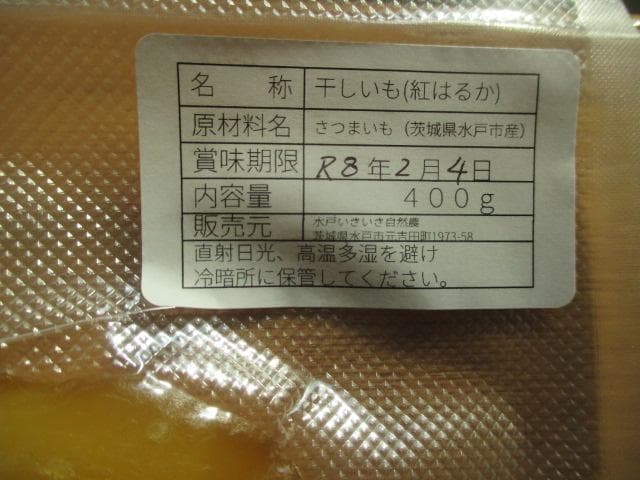 名 称 干しいも(紅はるか)
原材料名 さつまいも（茨城県水戸市産）
賞味期限 R8年2月4日
内容量 400g
販売元 水戸いきいき自然農
茨城県水戸市元吉田町1973-58
直射日光、高温多湿を避け
冷暗所に保管してください。